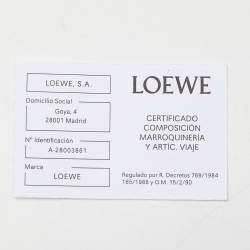 LOEWE, S.A.
Domicilio Social
Goya, 4
28001 Madrid
Nº Identificación
A-28003861
Marca
LOEWE
LOEWE
CERTIFICADO
COMPOSICIÓN
MARROQUINERÍA
Y ARTÍC. VIAJE
Regulado por R. Decretos 769/1984
165/1988 y O.M. 15/2/90